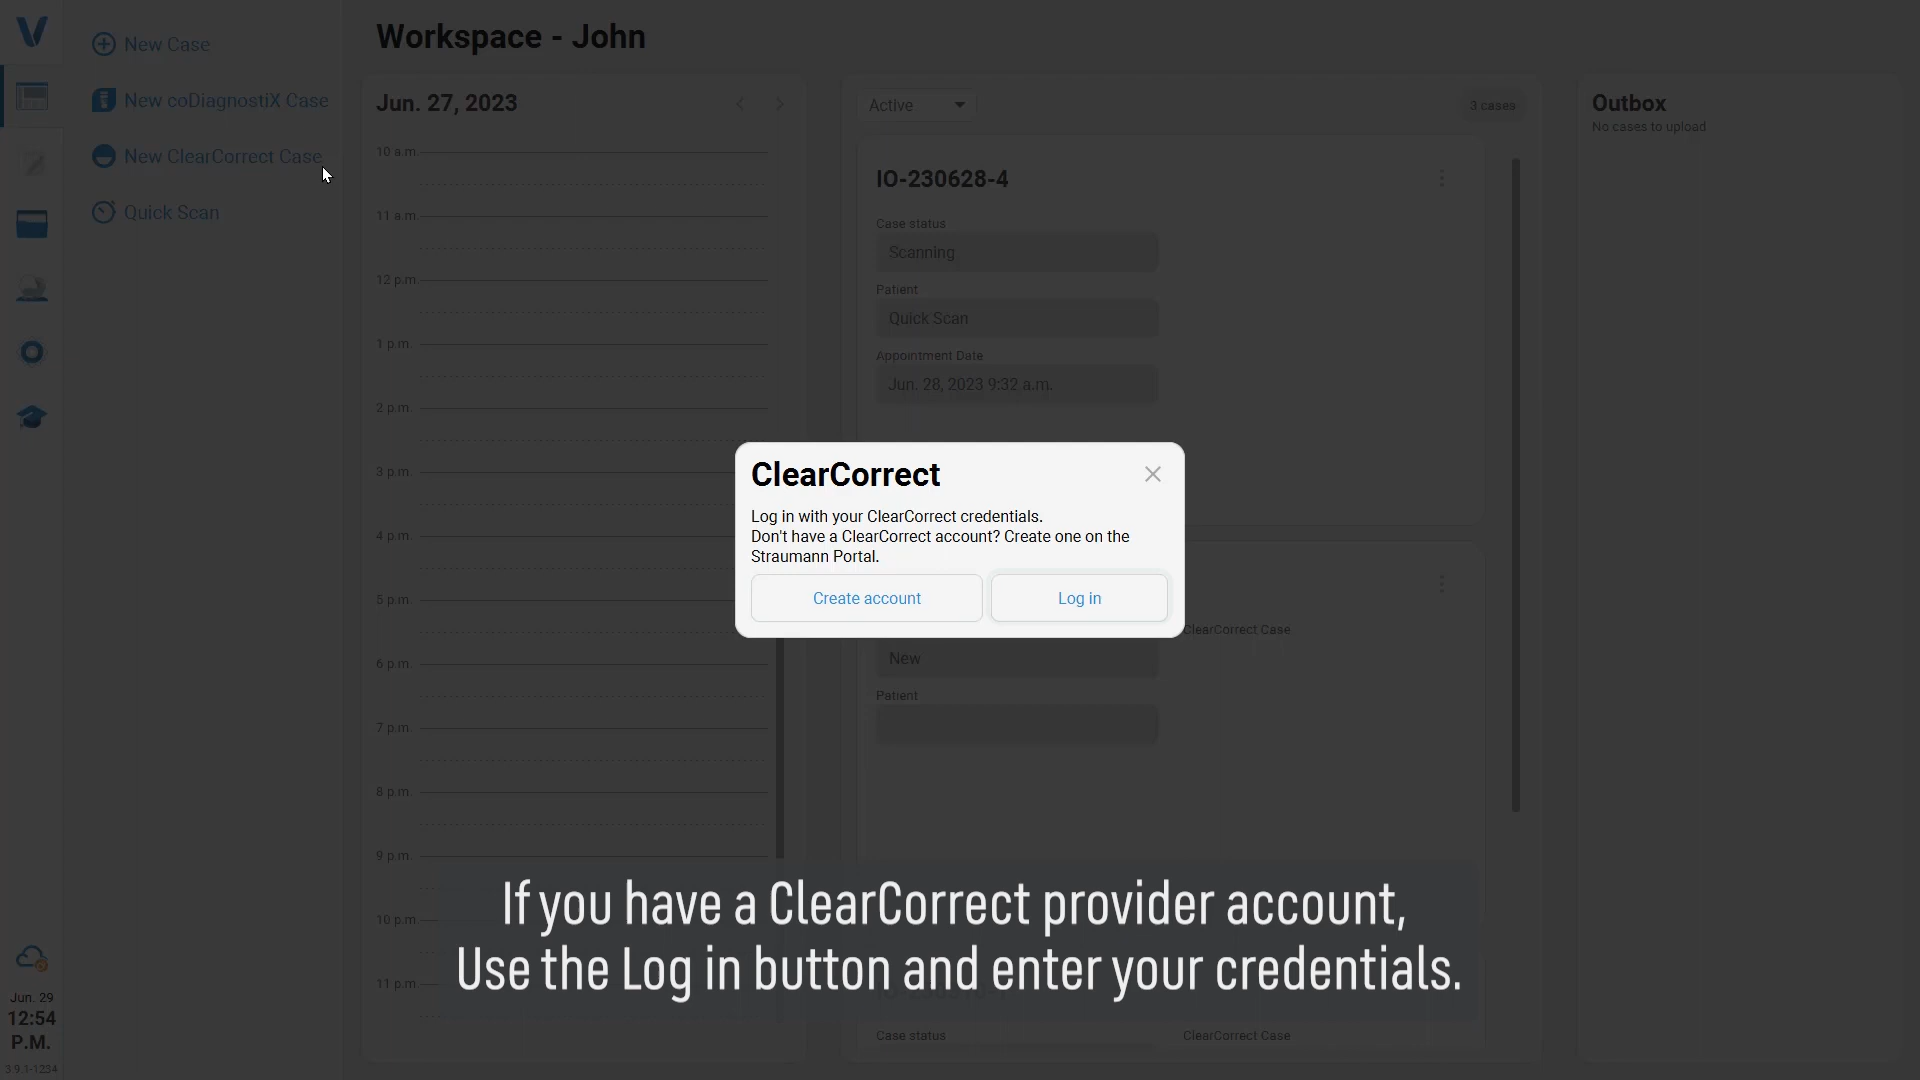 New Case
New coDiagnostiX Case
New ClearCorrect Case
Quick Scan
Jun. 29
12:54
P.M.
3.9.1-1234
Workspace - John
Jun. 27, 2023
10 a.m.
11 a.m.
12 p.m.
1 p.m.
2 p.m.
3 p.m.
4 p.m.
5 p.m.
6 p.m.
7 p.m.
8 p.m.
9 p.m.
10 p.m.
11 p.m.
Active
3 cases
IO-230628-4
Case status
Scanning
Patient
Quick Scan
Appointment Date
Jun. 28, 2023 9:32 a.m.
ClearCorrect Case
New
Patient
Case status
ClearCorrect Case
Outbox
No cases to upload
ClearCorrect
Log in with your ClearCorrect credentials.
Don't have a ClearCorrect account? Create one on the
Straumann Portal.
Create account
Log in
If you have a ClearCorrect provider account,
Use the Log in button and enter your credentials.